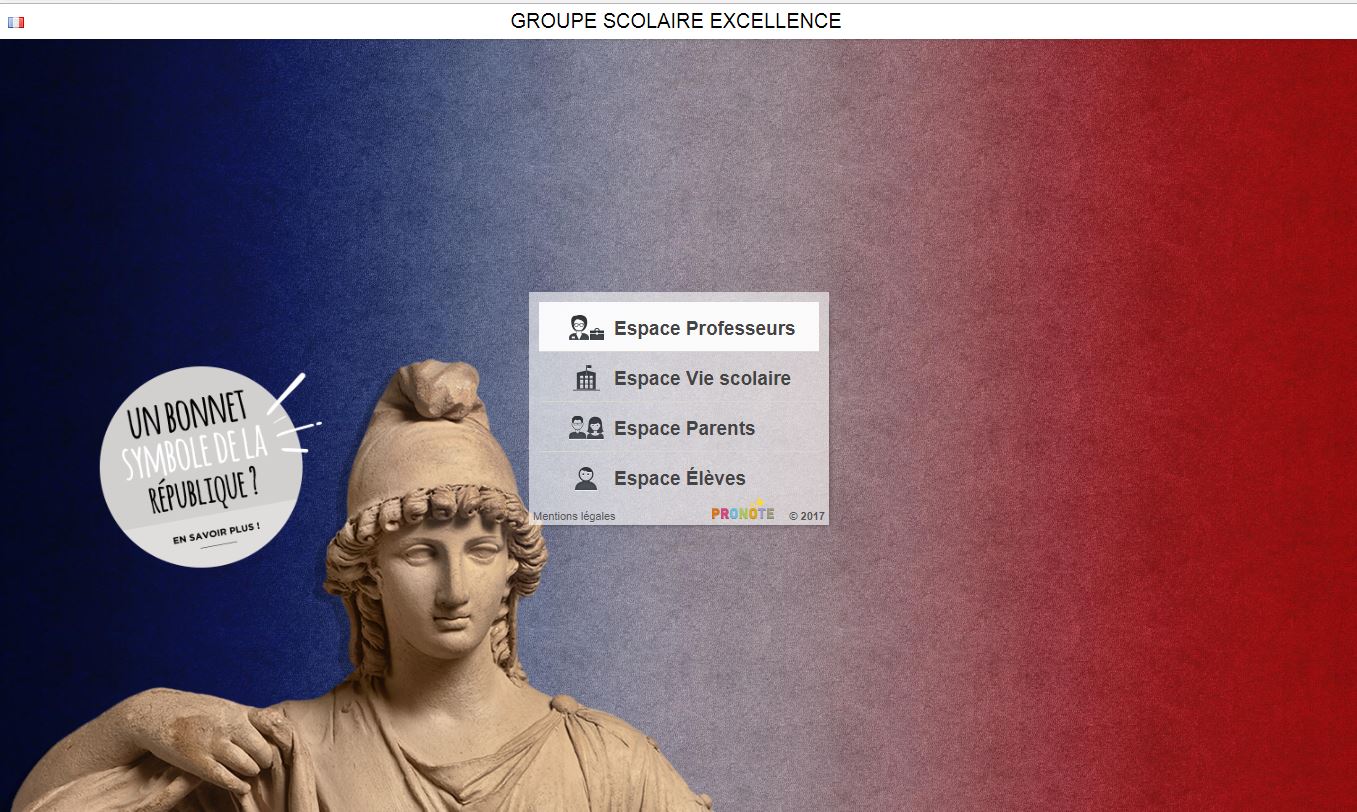 GROUPE SCOLAIRE EXCELLENCE
Espace Professeurs
Espace Vie scolaire
Espace Parents
Espace Élèves
Mentions légales
PRONOTE
© 2017
UN BONNET
SYMBOLE DE LA
RÉPUBLIQUE ?
EN SAVOIR PLUS !